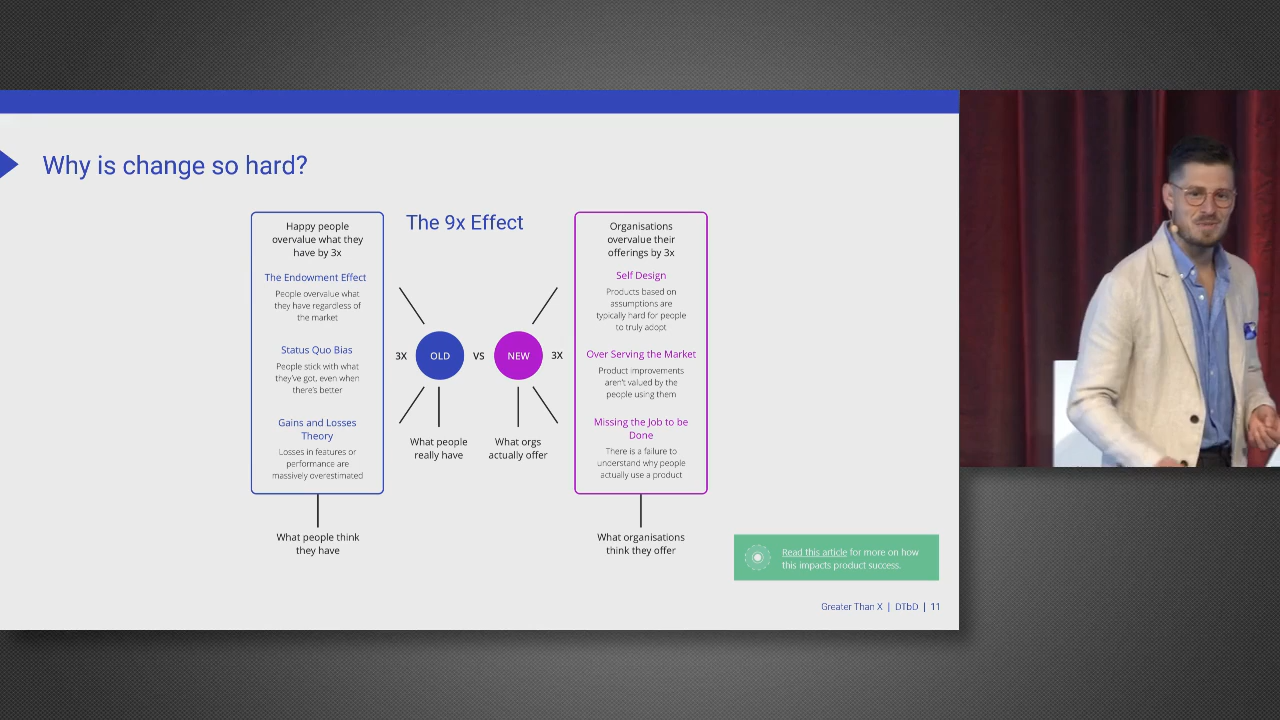 Why is change so hard?
The 9x Effect
Happy people
overvalue what they
have by 3x
The Endowment Effect
People overvalue what
they have regardless of
the market
Status Quo Bias
People stick with what
they've got, even when
there's better
Gains and Losses
Theory
Losses in features or
performance are
massively overestimated
What people think
they have
3X
OLD
VS
NEW
3X
What people
really have
What orgs
actually offer
Organisations
overvalue their
offerings by 3x
Self Design
Products based on
assumptions are
typically hard for people
to truly adopt
Over Serving the Market
Product improvements
aren't valued by the
people using them
Missing the Job to be
Done
There is a failure to
understand why people
actually use a product
What organisations
think they offer
Read this article for more on how
this impacts product success.
Greater Than X | DTbD | 11